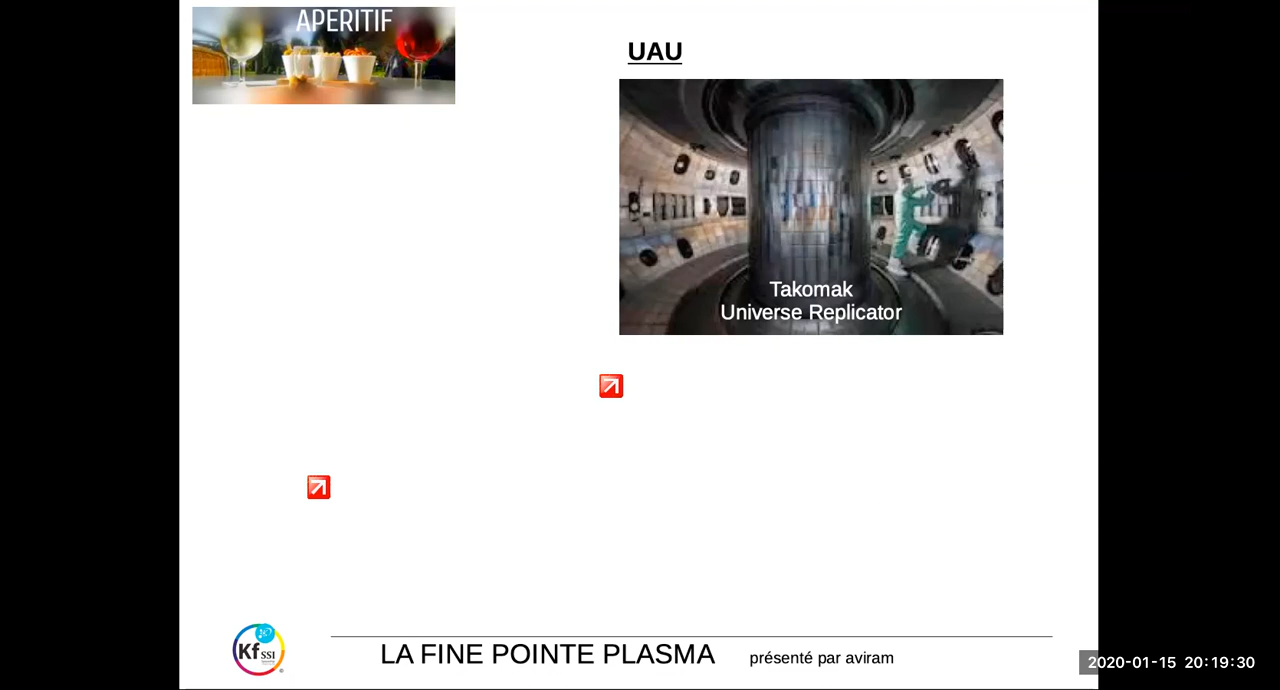 APERITIF
UAU
Takomak
Universe Replicator
Kf SSI
LA FINE POINTE PLASMA présenté par aviram
2020-01-15 20:19:30